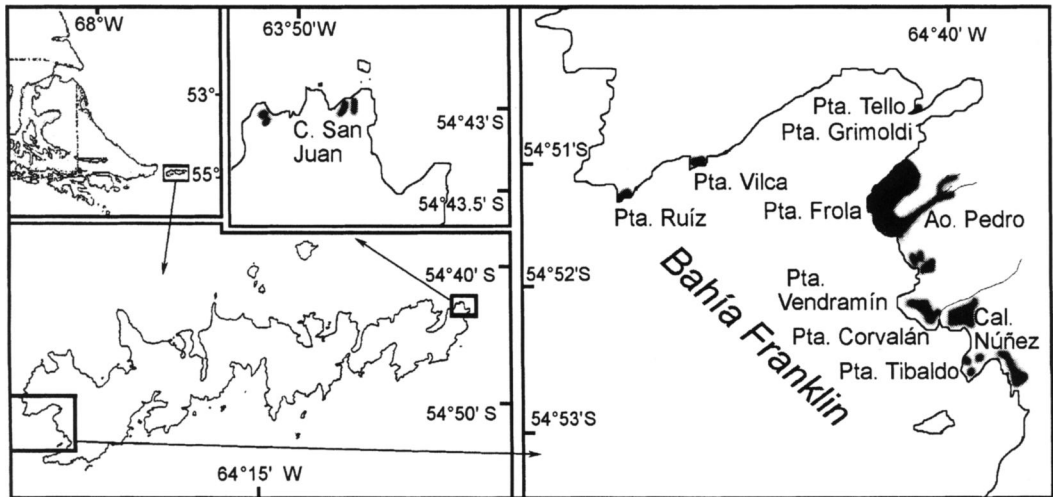 68°W
53°
55°
63°50'W
C. San
Juan
54°43' S
54°43.5' S
54°40' S
54°50' S
64°15' W
64°40' W
54°51'S
54°52'S
54°53'S
Pta. Tello
Pta. Grimoldi
Pta. Vilca
Pta. Ruíz
Pta. Frola
Ao. Pedro
Pta.
Vendramín
Pta. Corvalán
Cal.
Núñez
Pta. Tibaldo
Bahía Franklin